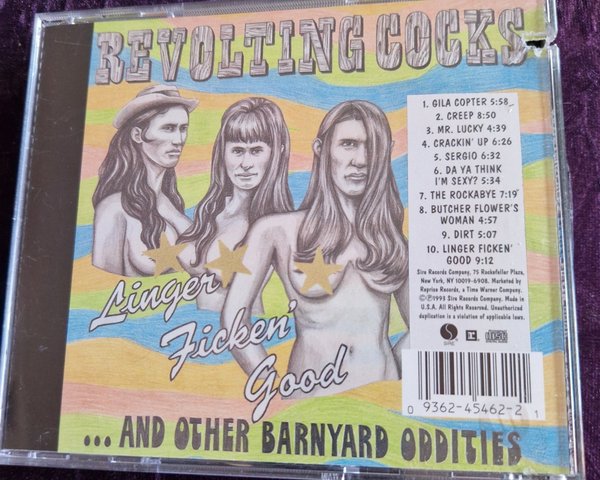 REVOLTING COCKS
1. GILA COPTER 5:58
2. CREEP 8:50
3. MR. LUCKY 4:39
4. CRACKIN' UP 6:26
5. SERGIO 6:32
6. DA YA THINK
I'M SEXY? 5:34
7. THE ROCKABYE 7:19
8. BUTCHER FLOWER'S
WOMAN 4:57
9. DIRT 5:07
10. LINGER FICKEN'
GOOD 9:12
Sire Records Company, 75 Rockefeller Plaza,
New York, NY 10019-6908. Marketed by
Reprise Records, a Time Warner Company.
©℗1993 Sire Records Company. Made in
U.S.A. All Rights Reserved. Unauthorized
duplication is a violation of applicable laws.
SIRE
r
COMPACT
disc
DIGITAL AUDIO
0 9362-45462-2 1
Linger
Ficken'
Good
... AND OTHER BARNYARD ODDITIES